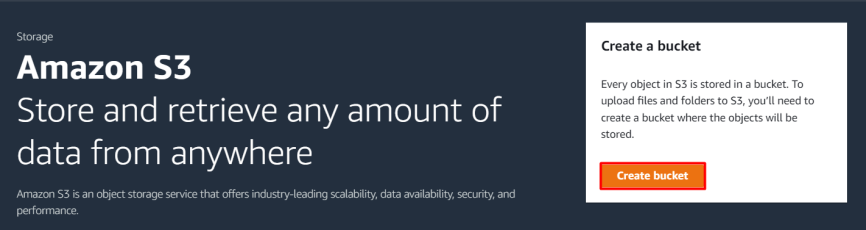 Storage
Amazon S3
Store and retrieve any amount of
data from anywhere
Amazon S3 is an object storage service that offers industry-leading scalability, data availability, security, and
performance.
Create a bucket
Every object in S3 is stored in a bucket. To
upload files and folders to S3, you'll need to
create a bucket where the objects will be
stored.
Create bucket